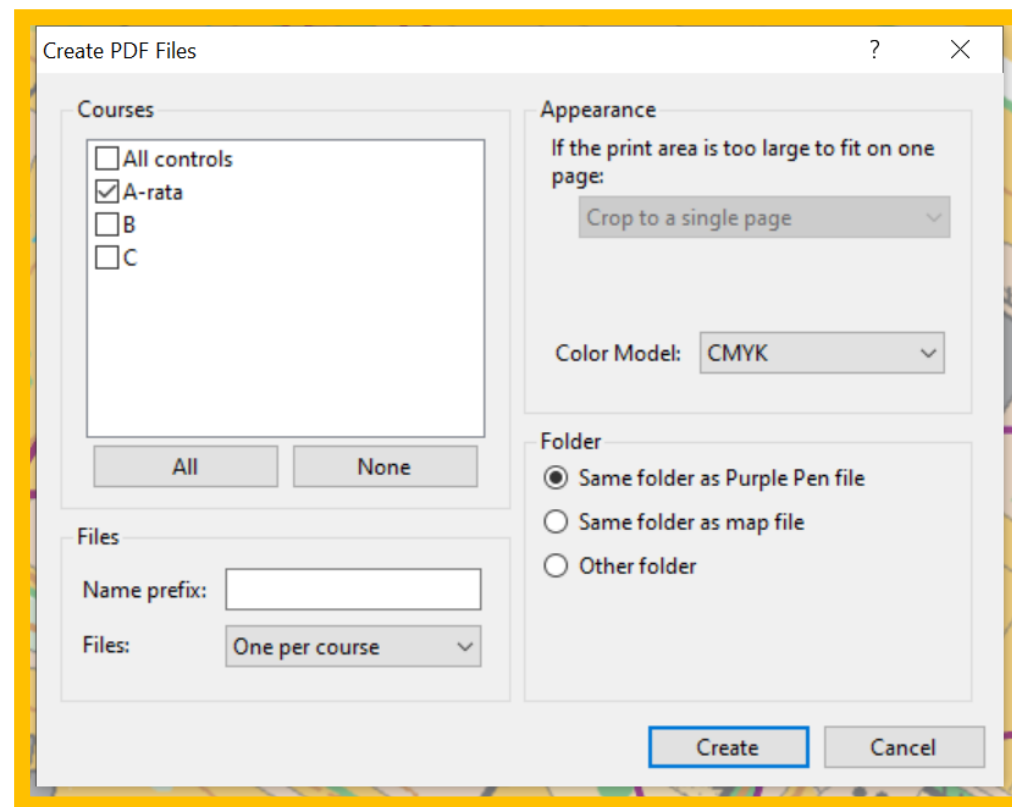 Create PDF Files
?
Courses
All controls
A-rata
B
C
All
None
Files
Name prefix:
Files:
One per course
Appearance
If the print area is too large to fit on one
page:
Crop to a single page
Color Model:
CMYK
Folder
Same folder as Purple Pen file
Same folder as map file
Other folder
Create
Cancel